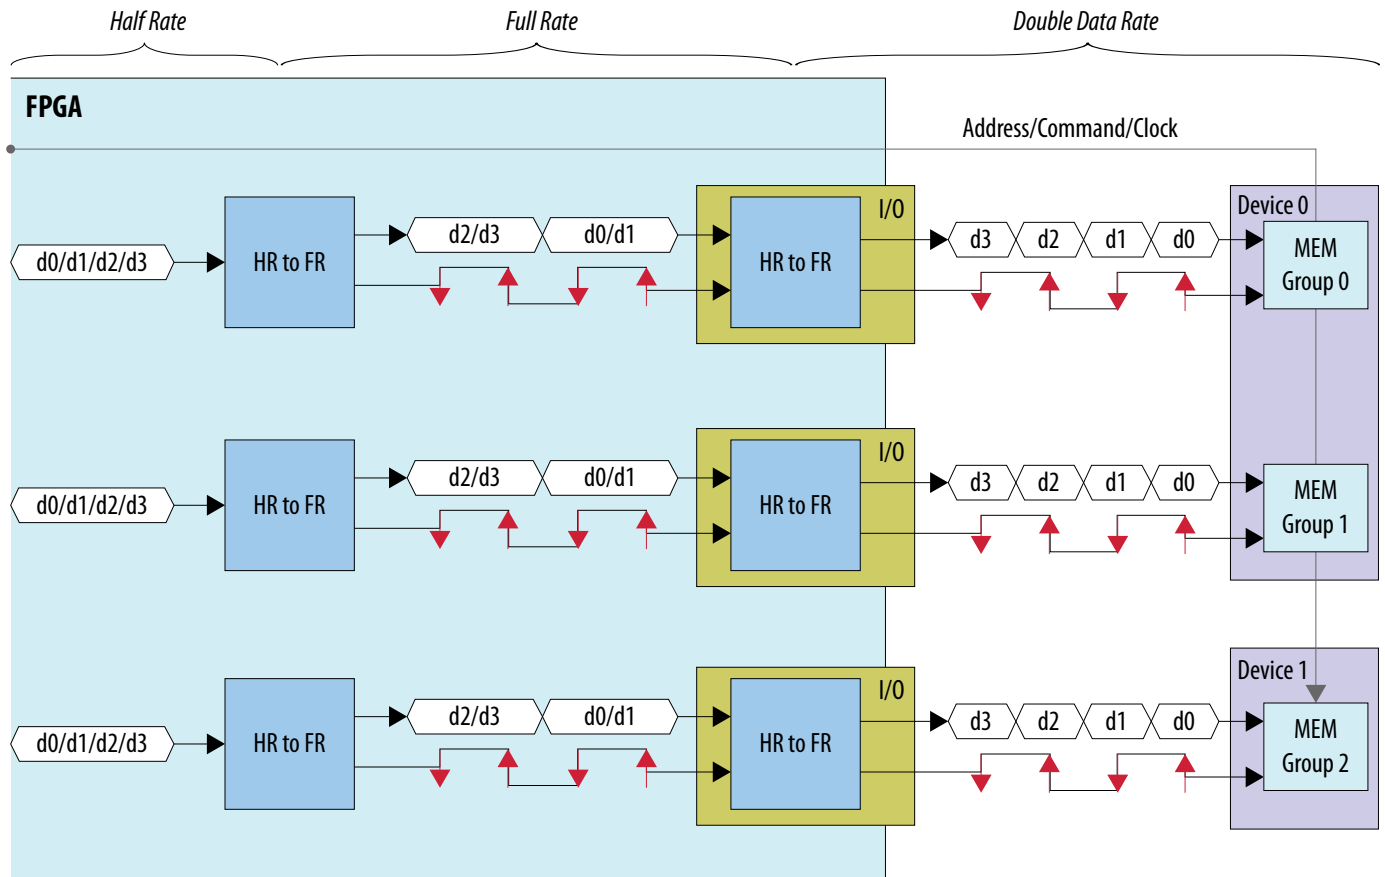 Half Rate
Full Rate
Double Data Rate
FPGA
Address/Command/Clock
d0/d1/d2/d3
HR to FR
d2/d3
d0/d1
I/O
HR to FR
d3
d2
d1
d0
Device 0
MEM
Group 0
d0/d1/d2/d3
HR to FR
d2/d3
d0/d1
I/O
HR to FR
d3
d2
d1
d0
MEM
Group 1
d0/d1/d2/d3
HR to FR
d2/d3
d0/d1
I/O
HR to FR
d3
d2
d1
d0
Device 1
MEM
Group 2